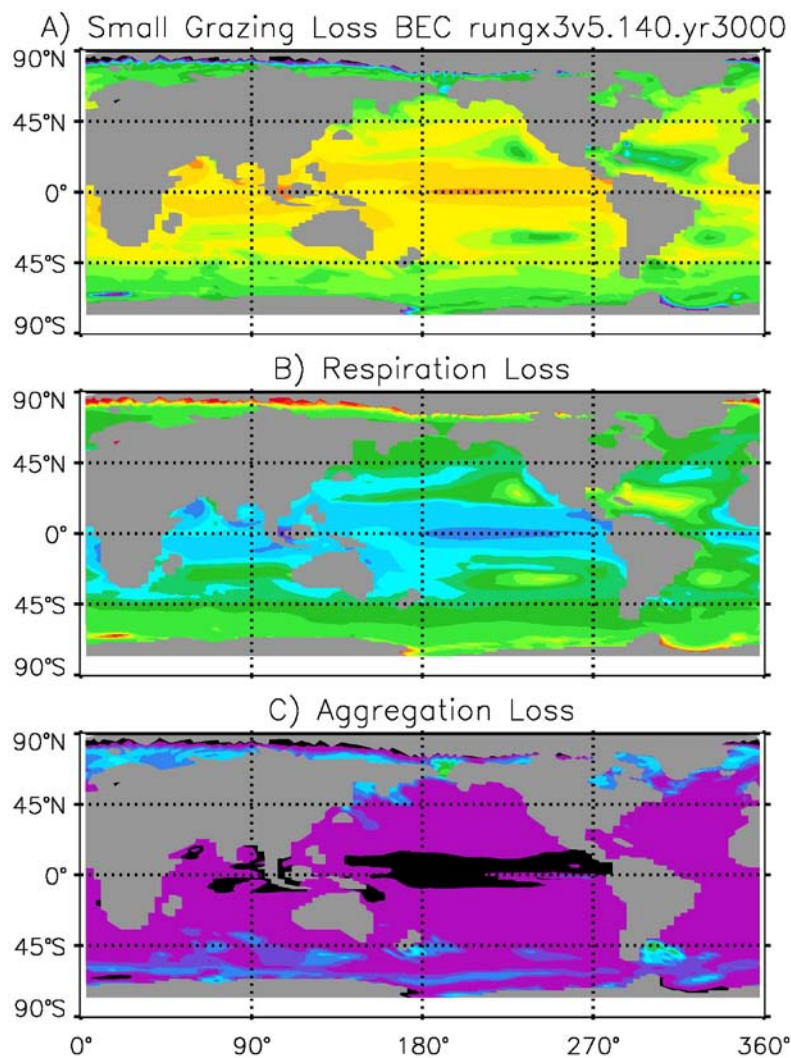 A) Small Grazing Loss BEC rungx3v5.140.yr3000
90°N
45°N
0°
45°S
90°S
B) Respiration Loss
90°N
45°N
0°
45°S
90°S
C) Aggregation Loss
90°N
45°N
0°
45°S
90°S
0° 90° 180° 270° 360°